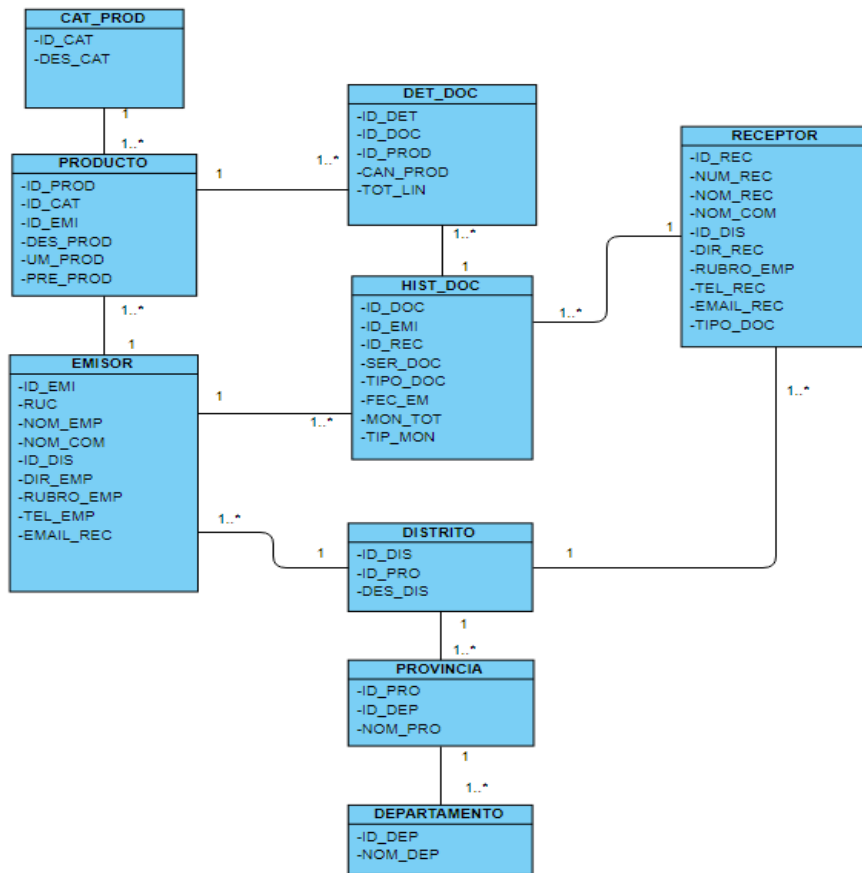 CAT_PROD
-ID_CAT
-DES_CAT
1
1..*
PRODUCTO
-ID_PROD
-ID_CAT
-ID_EMI
-DES_PROD
-UM_PROD
-PRE_PROD
1
1..*
DET_DOC
-ID_DET
-ID_DOC
-ID_PROD
-CAN_PROD
-TOT_LIN
1..*
1
HIST_DOC
-ID_DOC
-ID_EMI
-ID_REC
-SER_DOC
-TIPO_DOC
-FEC_EM
-MON_TOT
-TIP_MON
1
1..*
RECEPTOR
-ID_REC
-NUM_REC
-NOM_REC
-NOM_COM
-ID_DIS
-DIR_REC
-RUBRO_EMP
-TEL_REC
-EMAIL_REC
-TIPO_DOC
1..*
1
EMISOR
-ID_EMI
-RUC
-NOM_EMP
-NOM_COM
-ID_DIS
-DIR_EMP
-RUBRO_EMP
-TEL_EMP
-EMAIL_REC
1
1..*
1..*
1
DISTRITO
-ID_DIS
-ID_PRO
-DES_DIS
1
1..*
1
1..*
PROVINCIA
-ID_PRO
-ID_DEP
-NOM_PRO
1
1..*
DEPARTAMENTO
-ID_DEP
-NOM_DEP